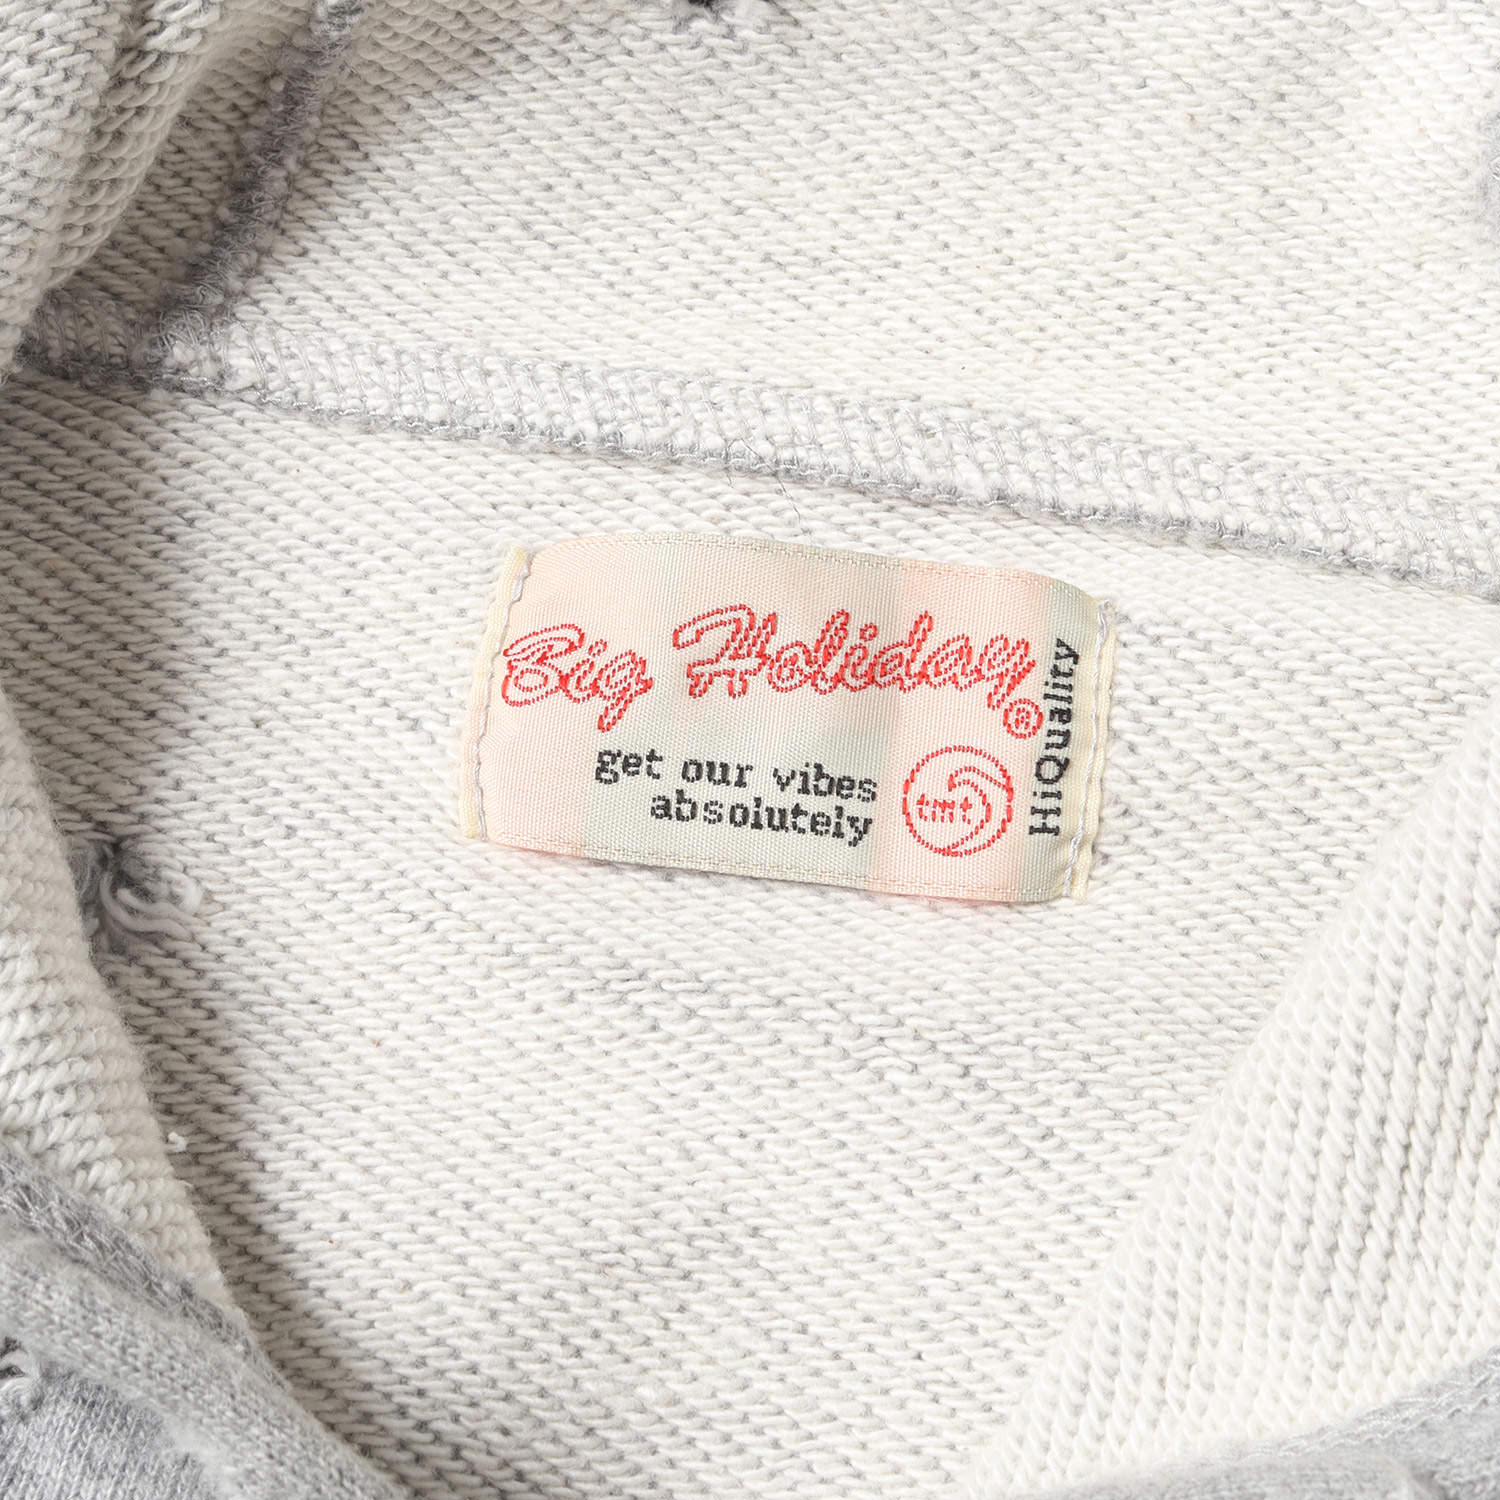 Big Holiday®
get our vibes
absolutely
tmt
HiQuality